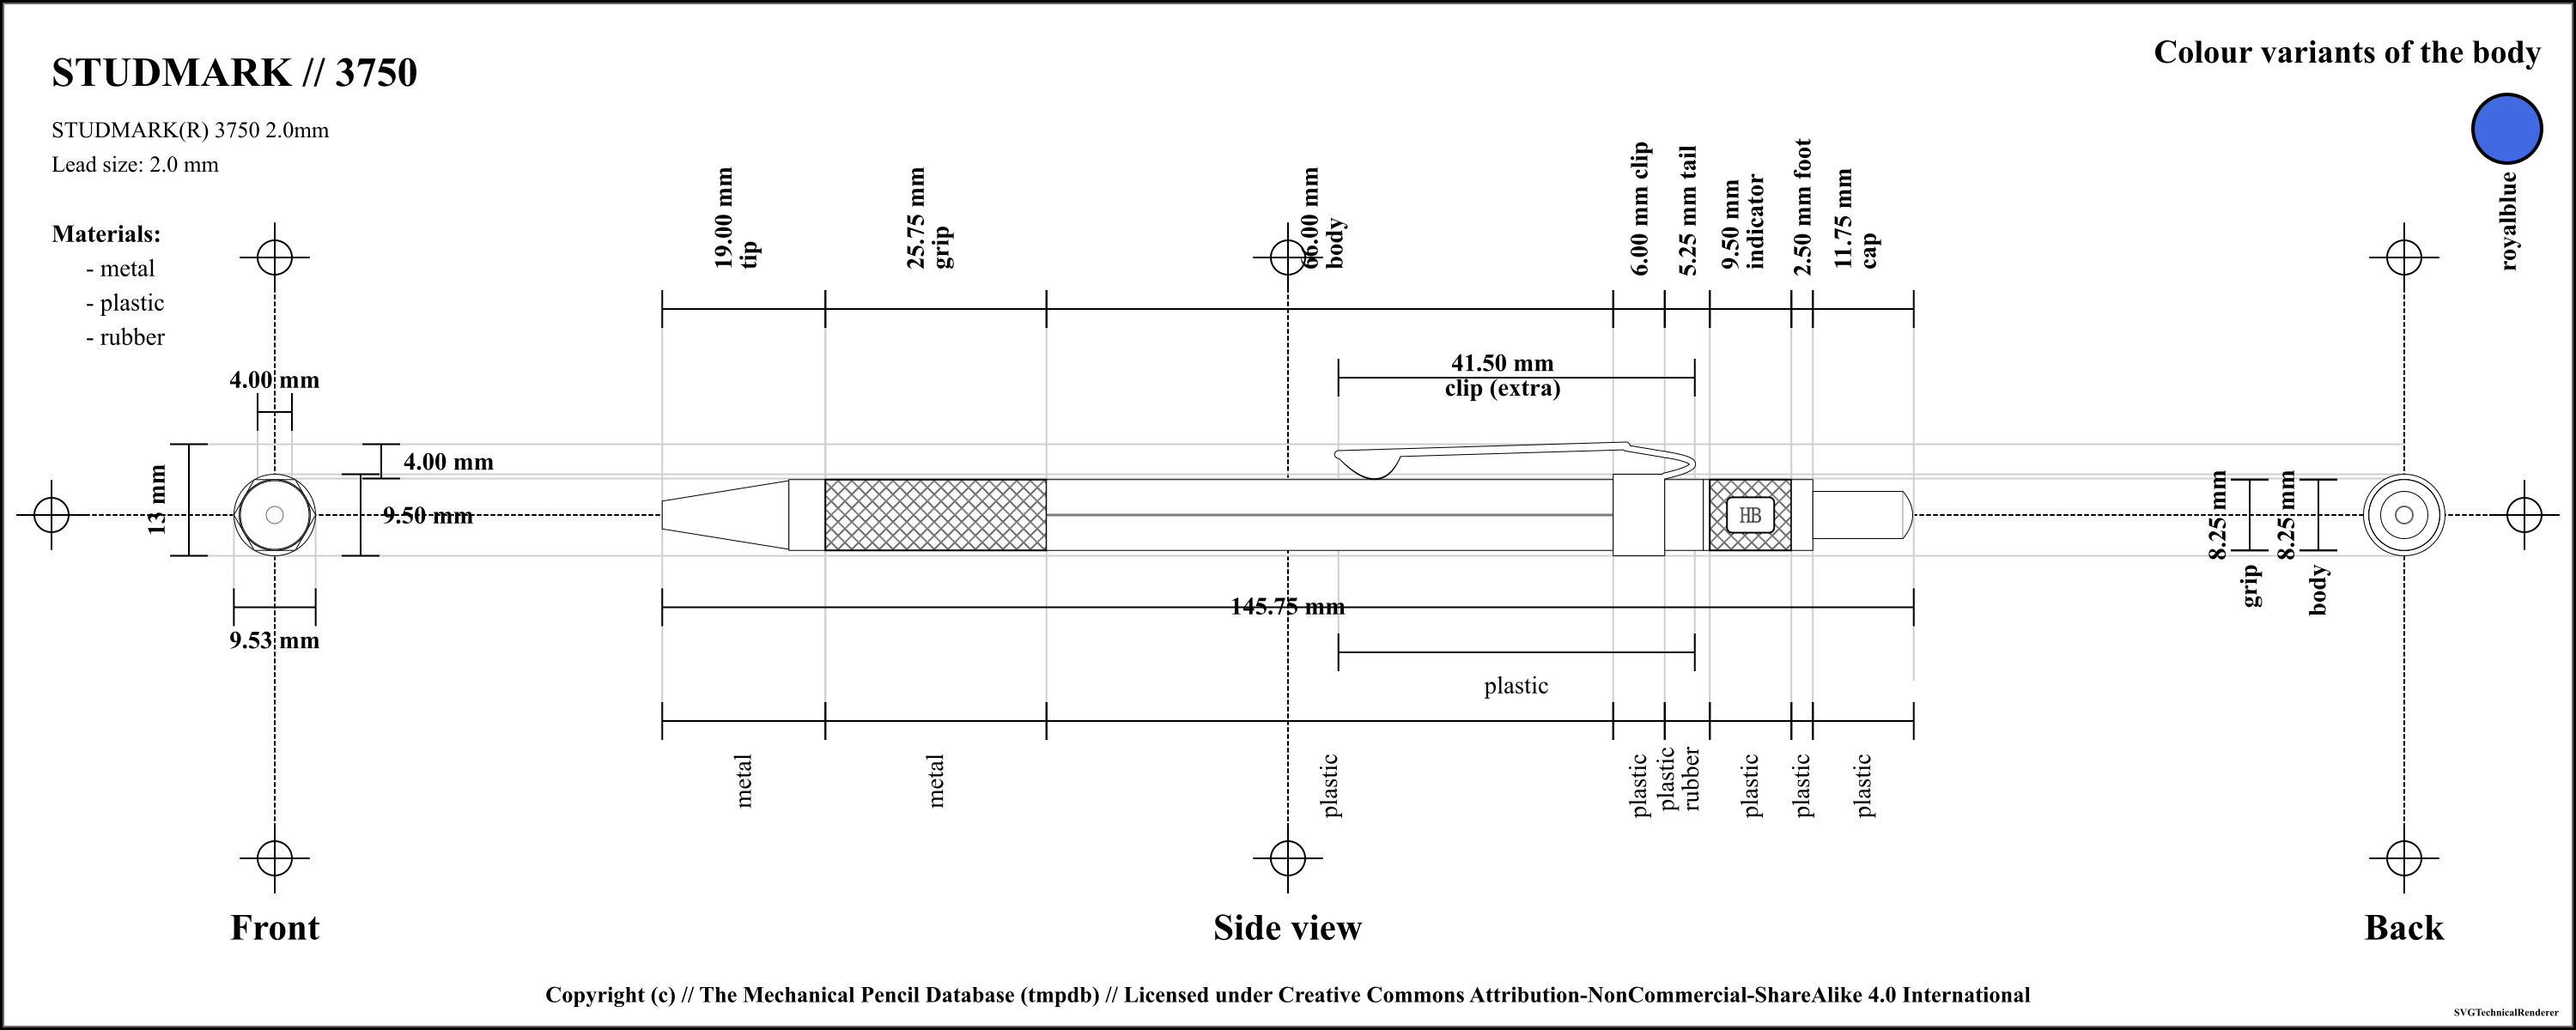 STUDMARK // 3750
Colour variants of the body
STUDMARK(R) 3750 2.0mm
Lead size: 2.0 mm
royalblue
Materials:
- metal
- plastic
- rubber
19.00 mm
tip
25.75 mm
grip
66.00 mm
body
6.00 mm clip
5.25 mm tail
9.50 mm
indicator
2.50 mm foot
11.75 mm
cap
41.50 mm
clip (extra)
4.00 mm
4.00 mm
13 mm
9.50 mm
9.53 mm
HB
8.25 mm
grip
8.25 mm
body
145.75 mm
plastic
metal
metal
plastic
plastic
plastic
rubber
plastic
plastic
plastic
Front
Side view
Back
Copyright (c) // The Mechanical Pencil Database (tmpdb) // Licensed under Creative Commons Attribution-NonCommercial-ShareAlike 4.0 International
SVGTechnicalRenderer